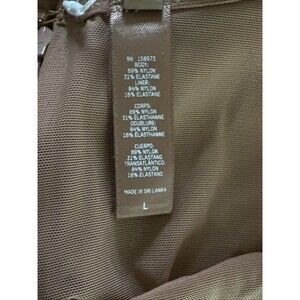 RN 158973
BODY:
69% NYLON
31% ELASTANE
LINER:
84% NYLON
16% ELASTANE
CORPS:
69% NYLON
31% ELASTHANNE
DOUBLURE:
84% NYLON
16% ELASTHANNE
CUERPO:
69% NYLON
31% ELASTANO
TRANSATLÁNTICO:
84% NYLON
16% ELASTANO
MADE IN SRI LANKA
L